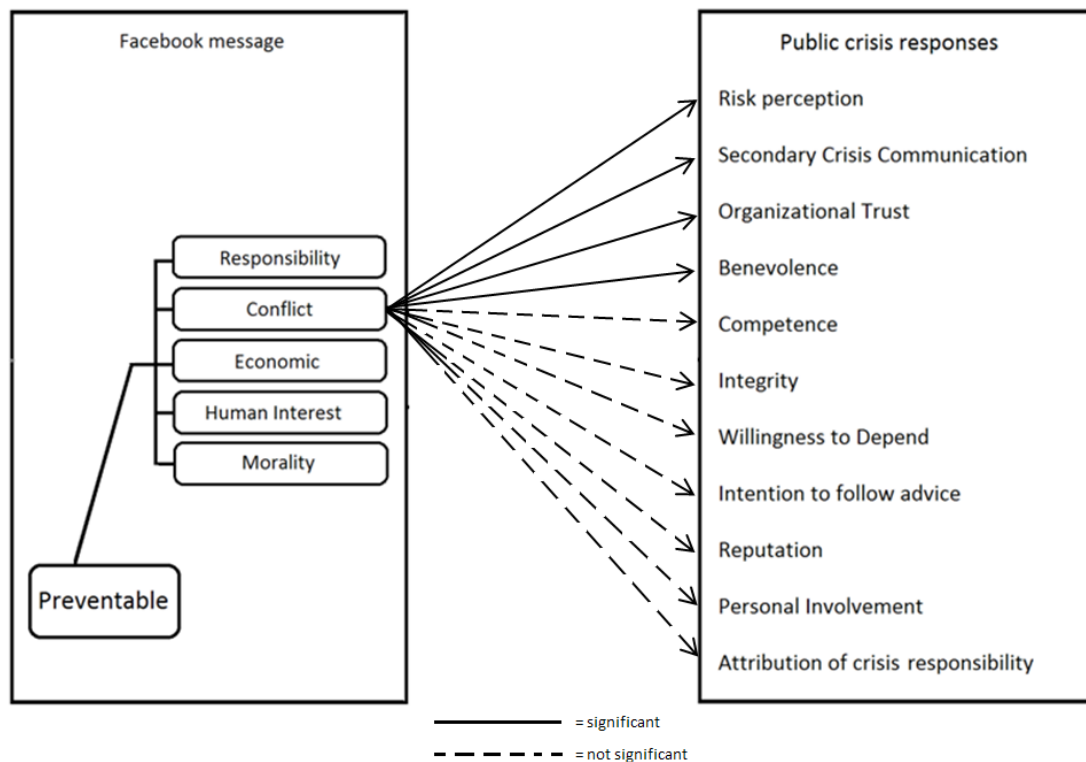 Facebook message
Responsibility
Conflict
Economic
Human Interest
Morality
Preventable
Public crisis responses
Risk perception
Secondary Crisis Communication
Organizational Trust
Benevolence
Competence
Integrity
Willingness to Depend
Intention to follow advice
Reputation
Personal Involvement
Attribution of crisis responsibility
= significant
= not significant